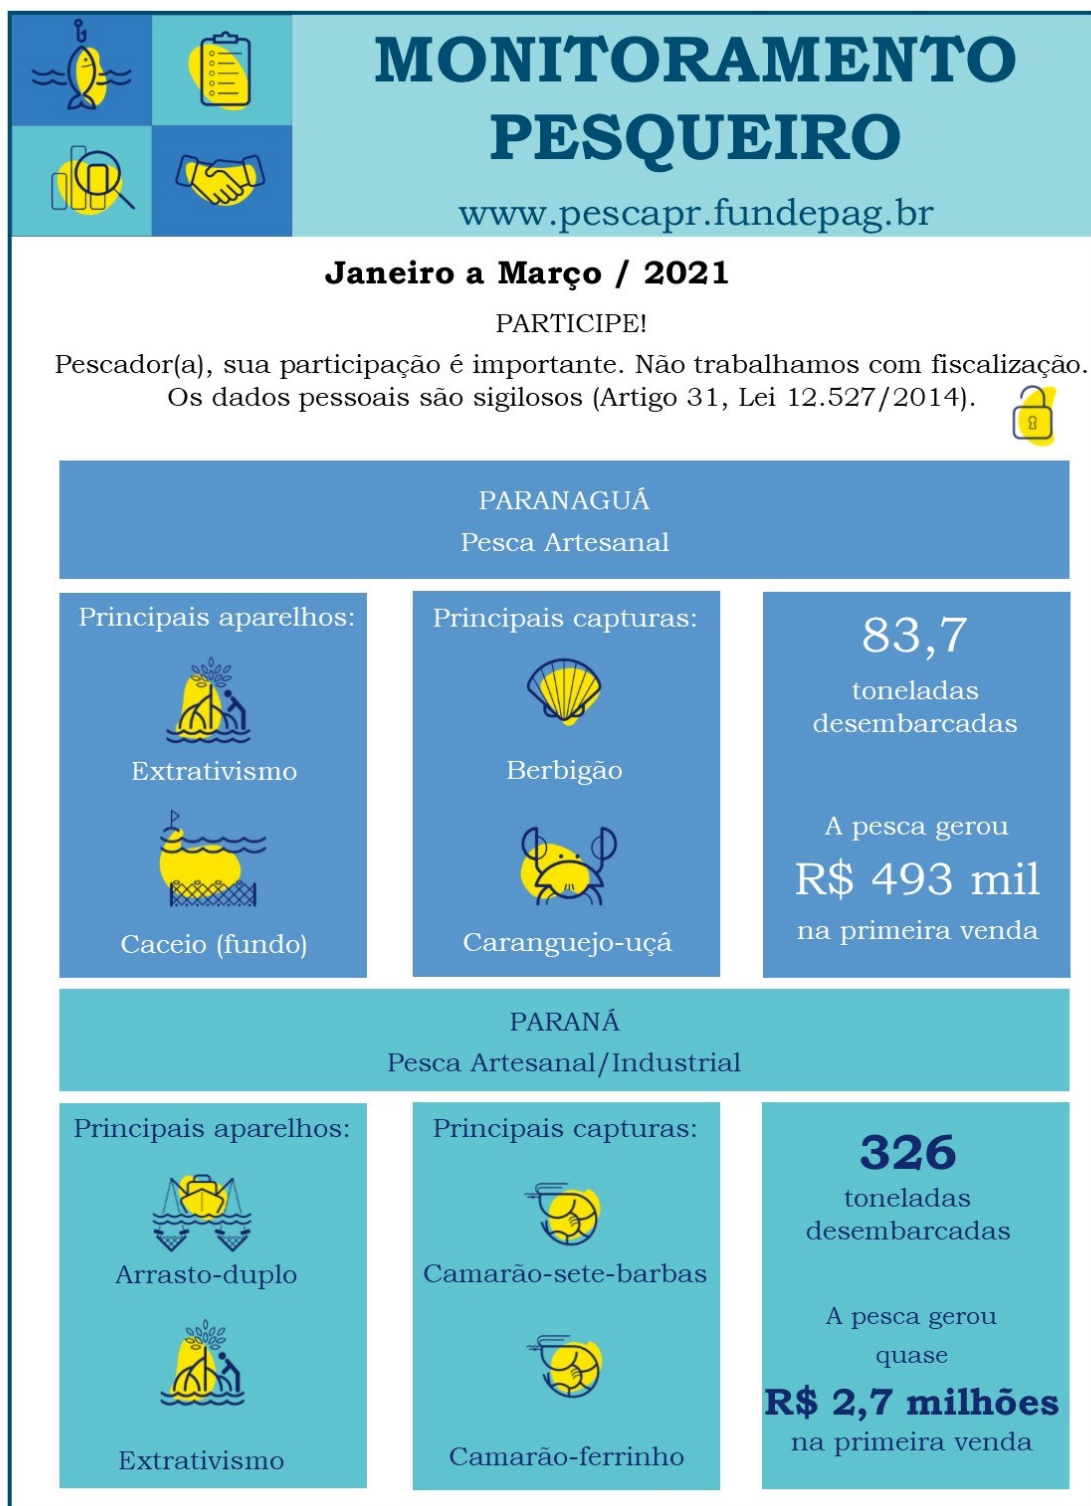 MONITORAMENTO
PESQUEIRO
www.pescapr.fundepag.br
Janeiro a Março / 2021
PARTICIPE!
Pescador(a), sua participação é importante. Não trabalhamos com fiscalização.
Os dados pessoais são sigilosos (Artigo 31, Lei 12.527/2014).
PARANAGUÁ
Pesca Artesanal
Principais aparelhos:
Extrativismo
Caceio (fundo)
Principais capturas:
Berbigão
Caranguejo-uçá
83,7
toneladas
desembarcadas
A pesca gerou
R$ 493 mil
na primeira venda
PARANÁ
Pesca Artesanal/Industrial
Principais aparelhos:
Arrasto-duplo
Extrativismo
Principais capturas:
Camarão-sete-barbas
Camarão-ferrinho
326
toneladas
desembarcadas
A pesca gerou
quase
R$ 2,7 milhões
na primeira venda